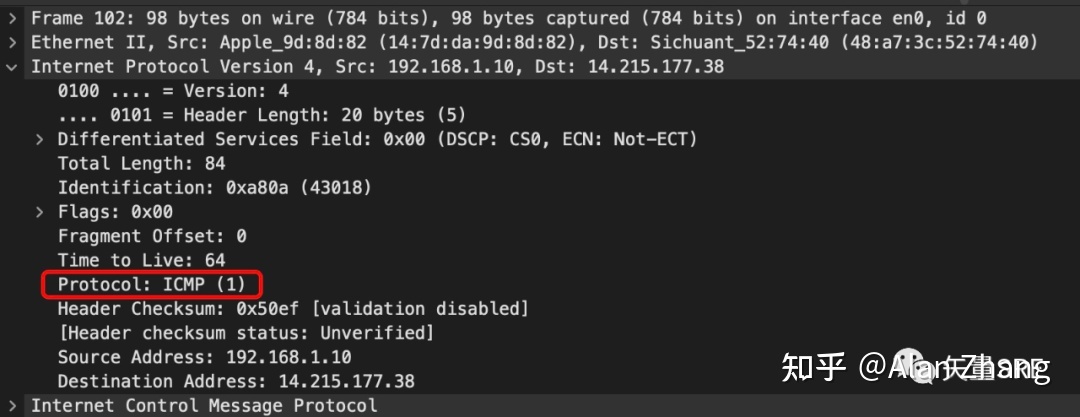 Frame 102: 98 bytes on wire (784 bits), 98 bytes captured (784 bits) on interface en0, id 0
Ethernet II, Src: Apple_9d:8d:82 (14:7d:da:9d:8d:82), Dst: Sichuant_52:74:40 (48:a7:3c:52:74:40)
Internet Protocol Version 4, Src: 192.168.1.10, Dst: 14.215.177.38
0100 .... = Version: 4
.... 0101 = Header Length: 20 bytes (5)
Differentiated Services Field: 0x00 (DSCP: CS0, ECN: Not-ECT)
Total Length: 84
Identification: 0xa80a (43018)
Flags: 0x00
Fragment Offset: 0
Time to Live: 64
Protocol: ICMP (1)
Header Checksum: 0x50ef [validation disabled]
[Header checksum status: Unverified]
Source Address: 192.168.1.10
Destination Address: 14.215.177.38
知乎 @Alan Zhang
Internet Control Message Protocol